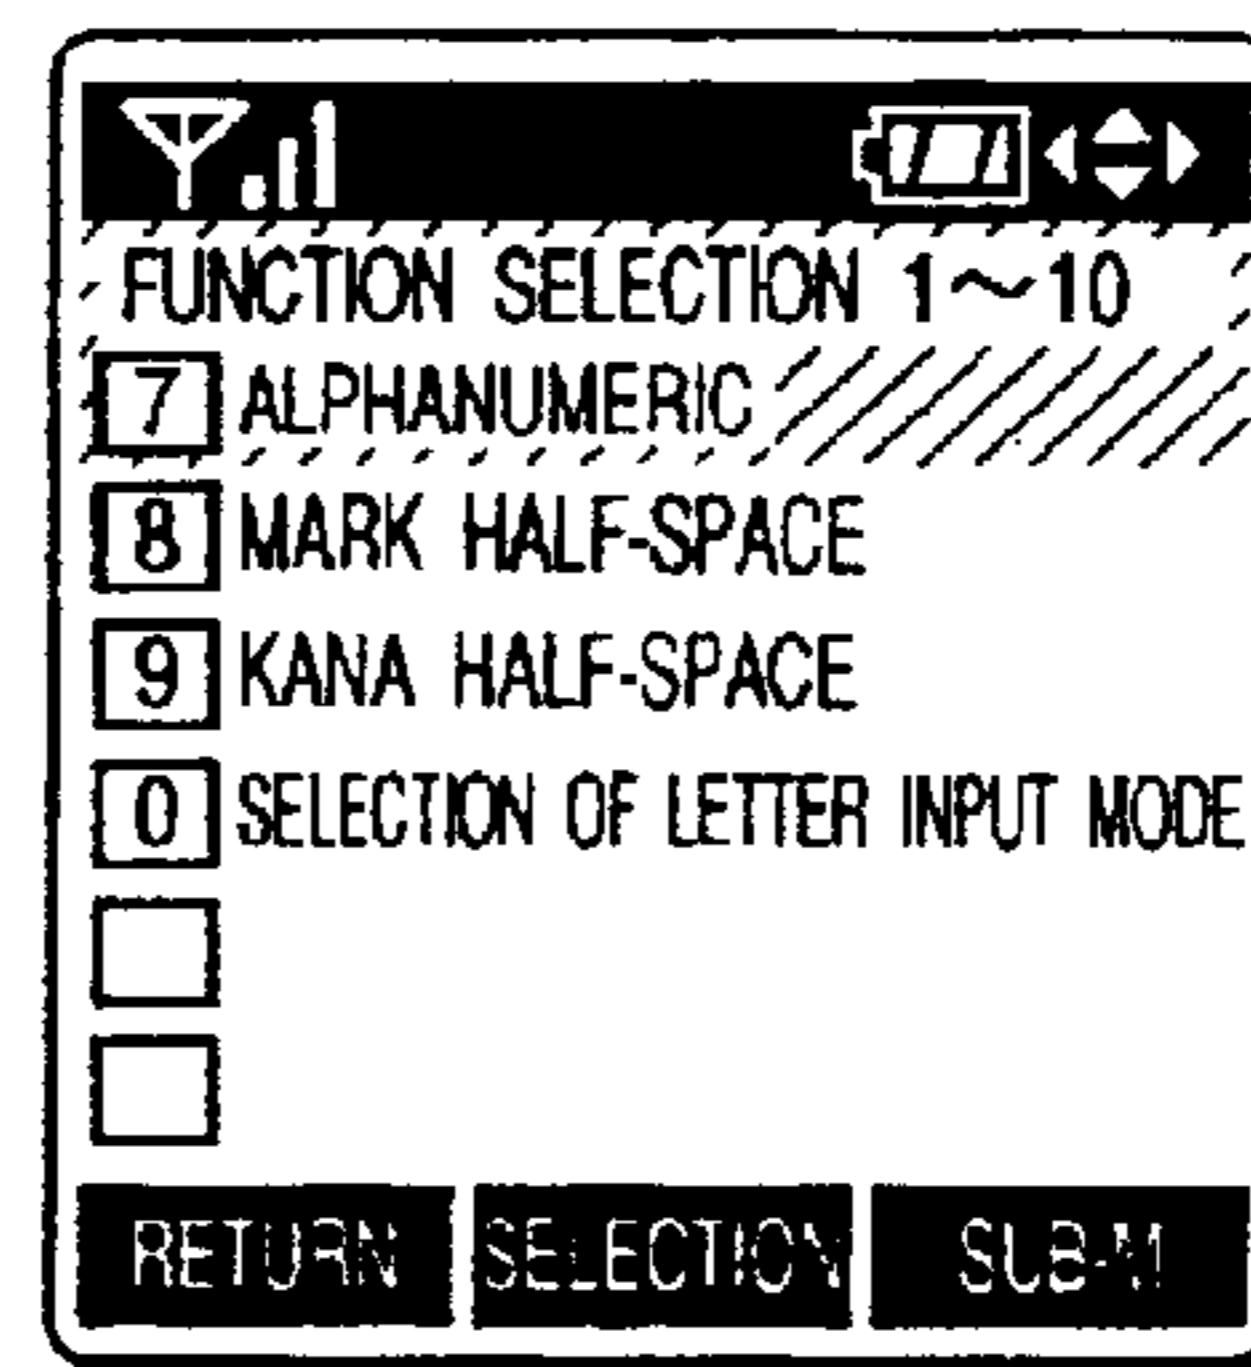 FUNCTION SELECTION 1～10
7 ALPHANUMERIC
8 MARK HALF-SPACE
9 KANA HALF-SPACE
0 SELECTION OF LETTER INPUT MODE
RETURN SELECTION SUB-M